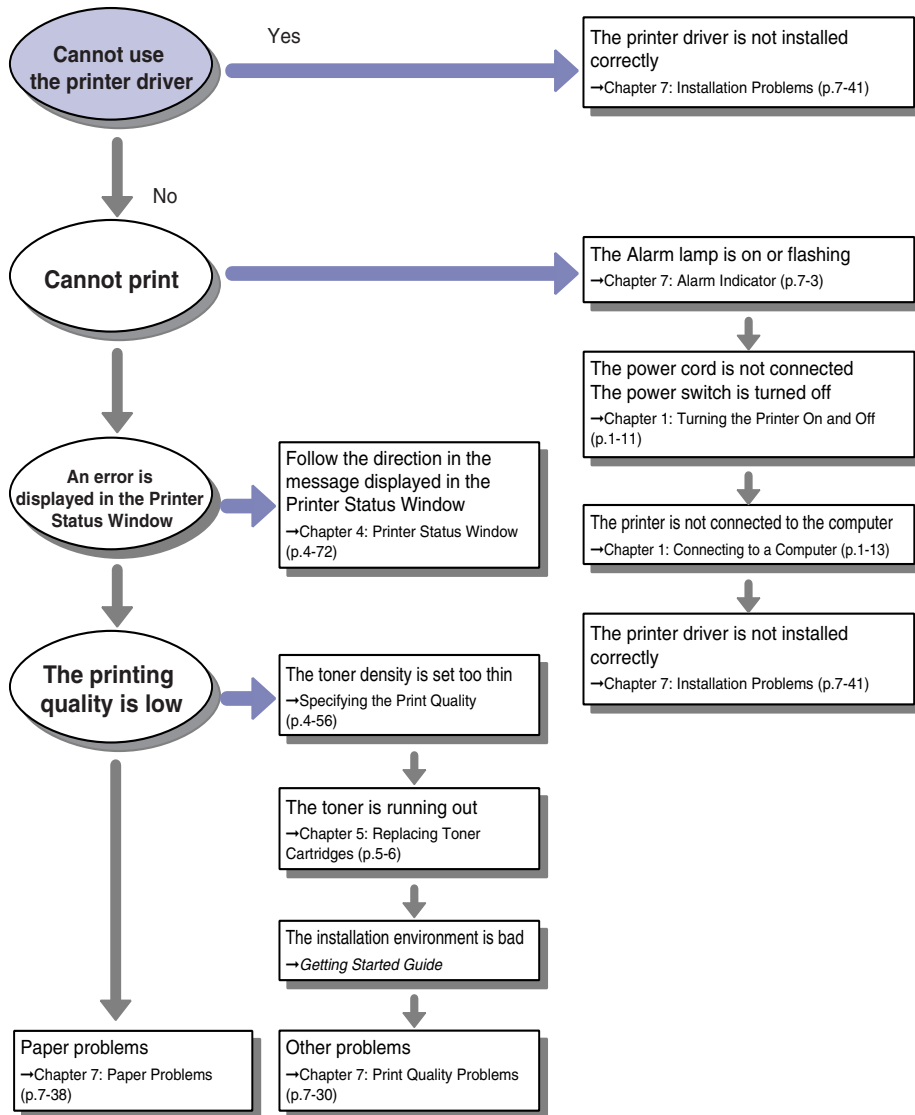 Cannot use
the printer driver
Yes
The printer driver is not installed
correctly
→Chapter 7: Installation Problems (p.7-41)
No
Cannot print
The Alarm lamp is on or flashing
→Chapter 7: Alarm Indicator (p.7-3)
The power cord is not connected
The power switch is turned off
→Chapter 1: Turning the Printer On and Off
(p.1-11)
The printer is not connected to the computer
→Chapter 1: Connecting to a Computer (p.1-13)
The printer driver is not installed
correctly
→Chapter 7: Installation Problems (p.7-41)
An error is
displayed in the Printer
Status Window
Follow the direction in the
message displayed in the
Printer Status Window
→Chapter 4: Printer Status Window
(p.4-72)
The printing
quality is low
The toner density is set too thin
→Specifying the Print Quality
(p.4-56)
The toner is running out
→Chapter 5: Replacing Toner
Cartridges (p.5-6)
The installation environment is bad
→Getting Started Guide
Other problems
→Chapter 7: Print Quality Problems
(p.7-30)
Paper problems
→Chapter 7: Paper Problems
(p.7-38)